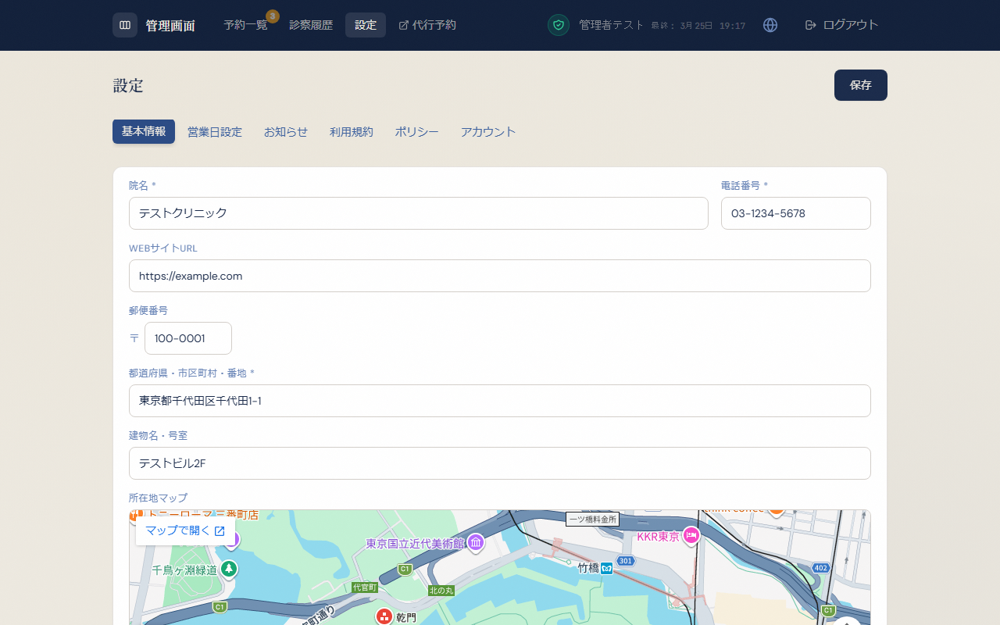 管理画面
予約一覧
3
診察履歴
設定
代行予約
管理者テスト
最終: 3月25日 19:17
ログアウト
設定
保存
基本情報
営業日設定
お知らせ
利用規約
ポリシー
アカウント
院名 *
電話番号 *
テストクリニック
03-1234-5678
WEBサイトURL
https://example.com
郵便番号
〒 100-0001
都道府県・市区町村・番地 *
東京都千代田区千代田1-1
建物名・号室
テストビル2F
所在地マップ
トニーローマ 三番町店
マップで開く
一ツ橋料金所
KKR東京
東京国立近代美術館
千鳥ヶ淵緑道
C1
竹橋
301
402
代官町
北の丸
C1
C1
乾門